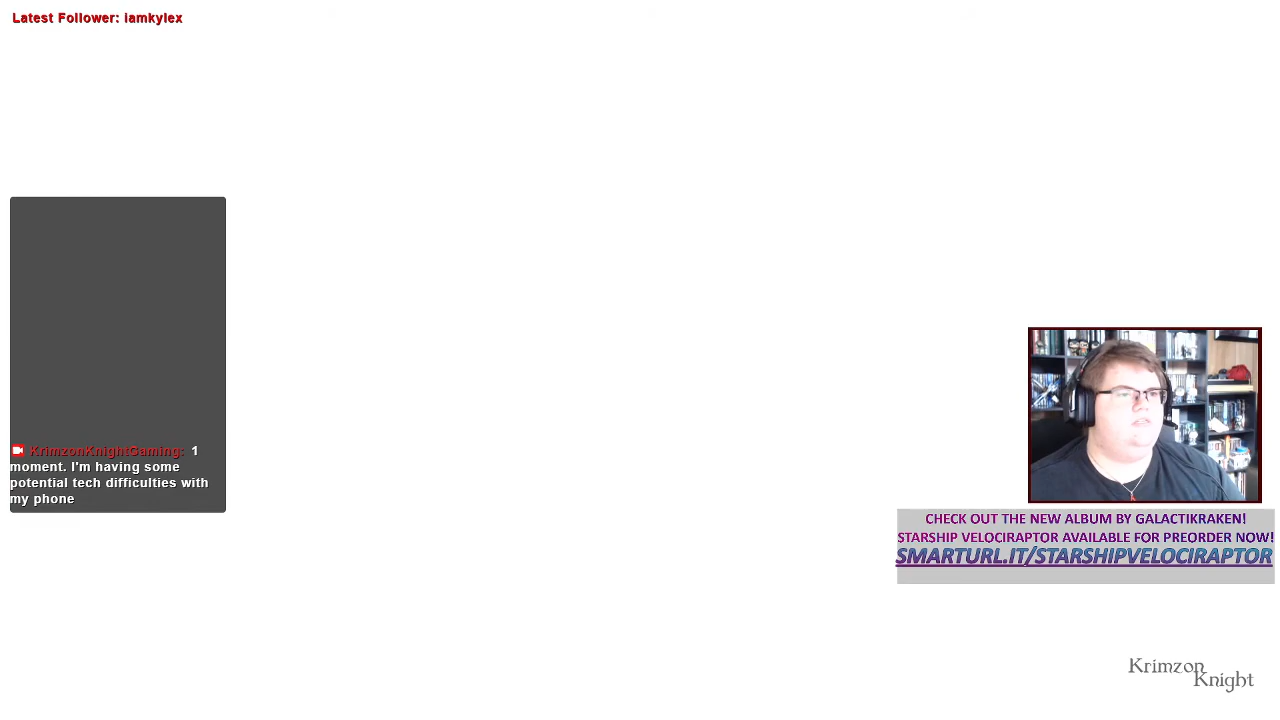 Latest Follower: iamkylex
KrimzonKnightGaming: 1
moment. I'm having some
potential tech difficulties with
my phone
CHECK OUT THE NEW ALBUM BY GALACTIKRAKEN!
STARSHIP VELOCIRAPTOR AVAILABLE FOR PREORDER NOW!
SMARTURL.IT/STARSHIPVELOCIRAPTOR
Krimzon
Knight